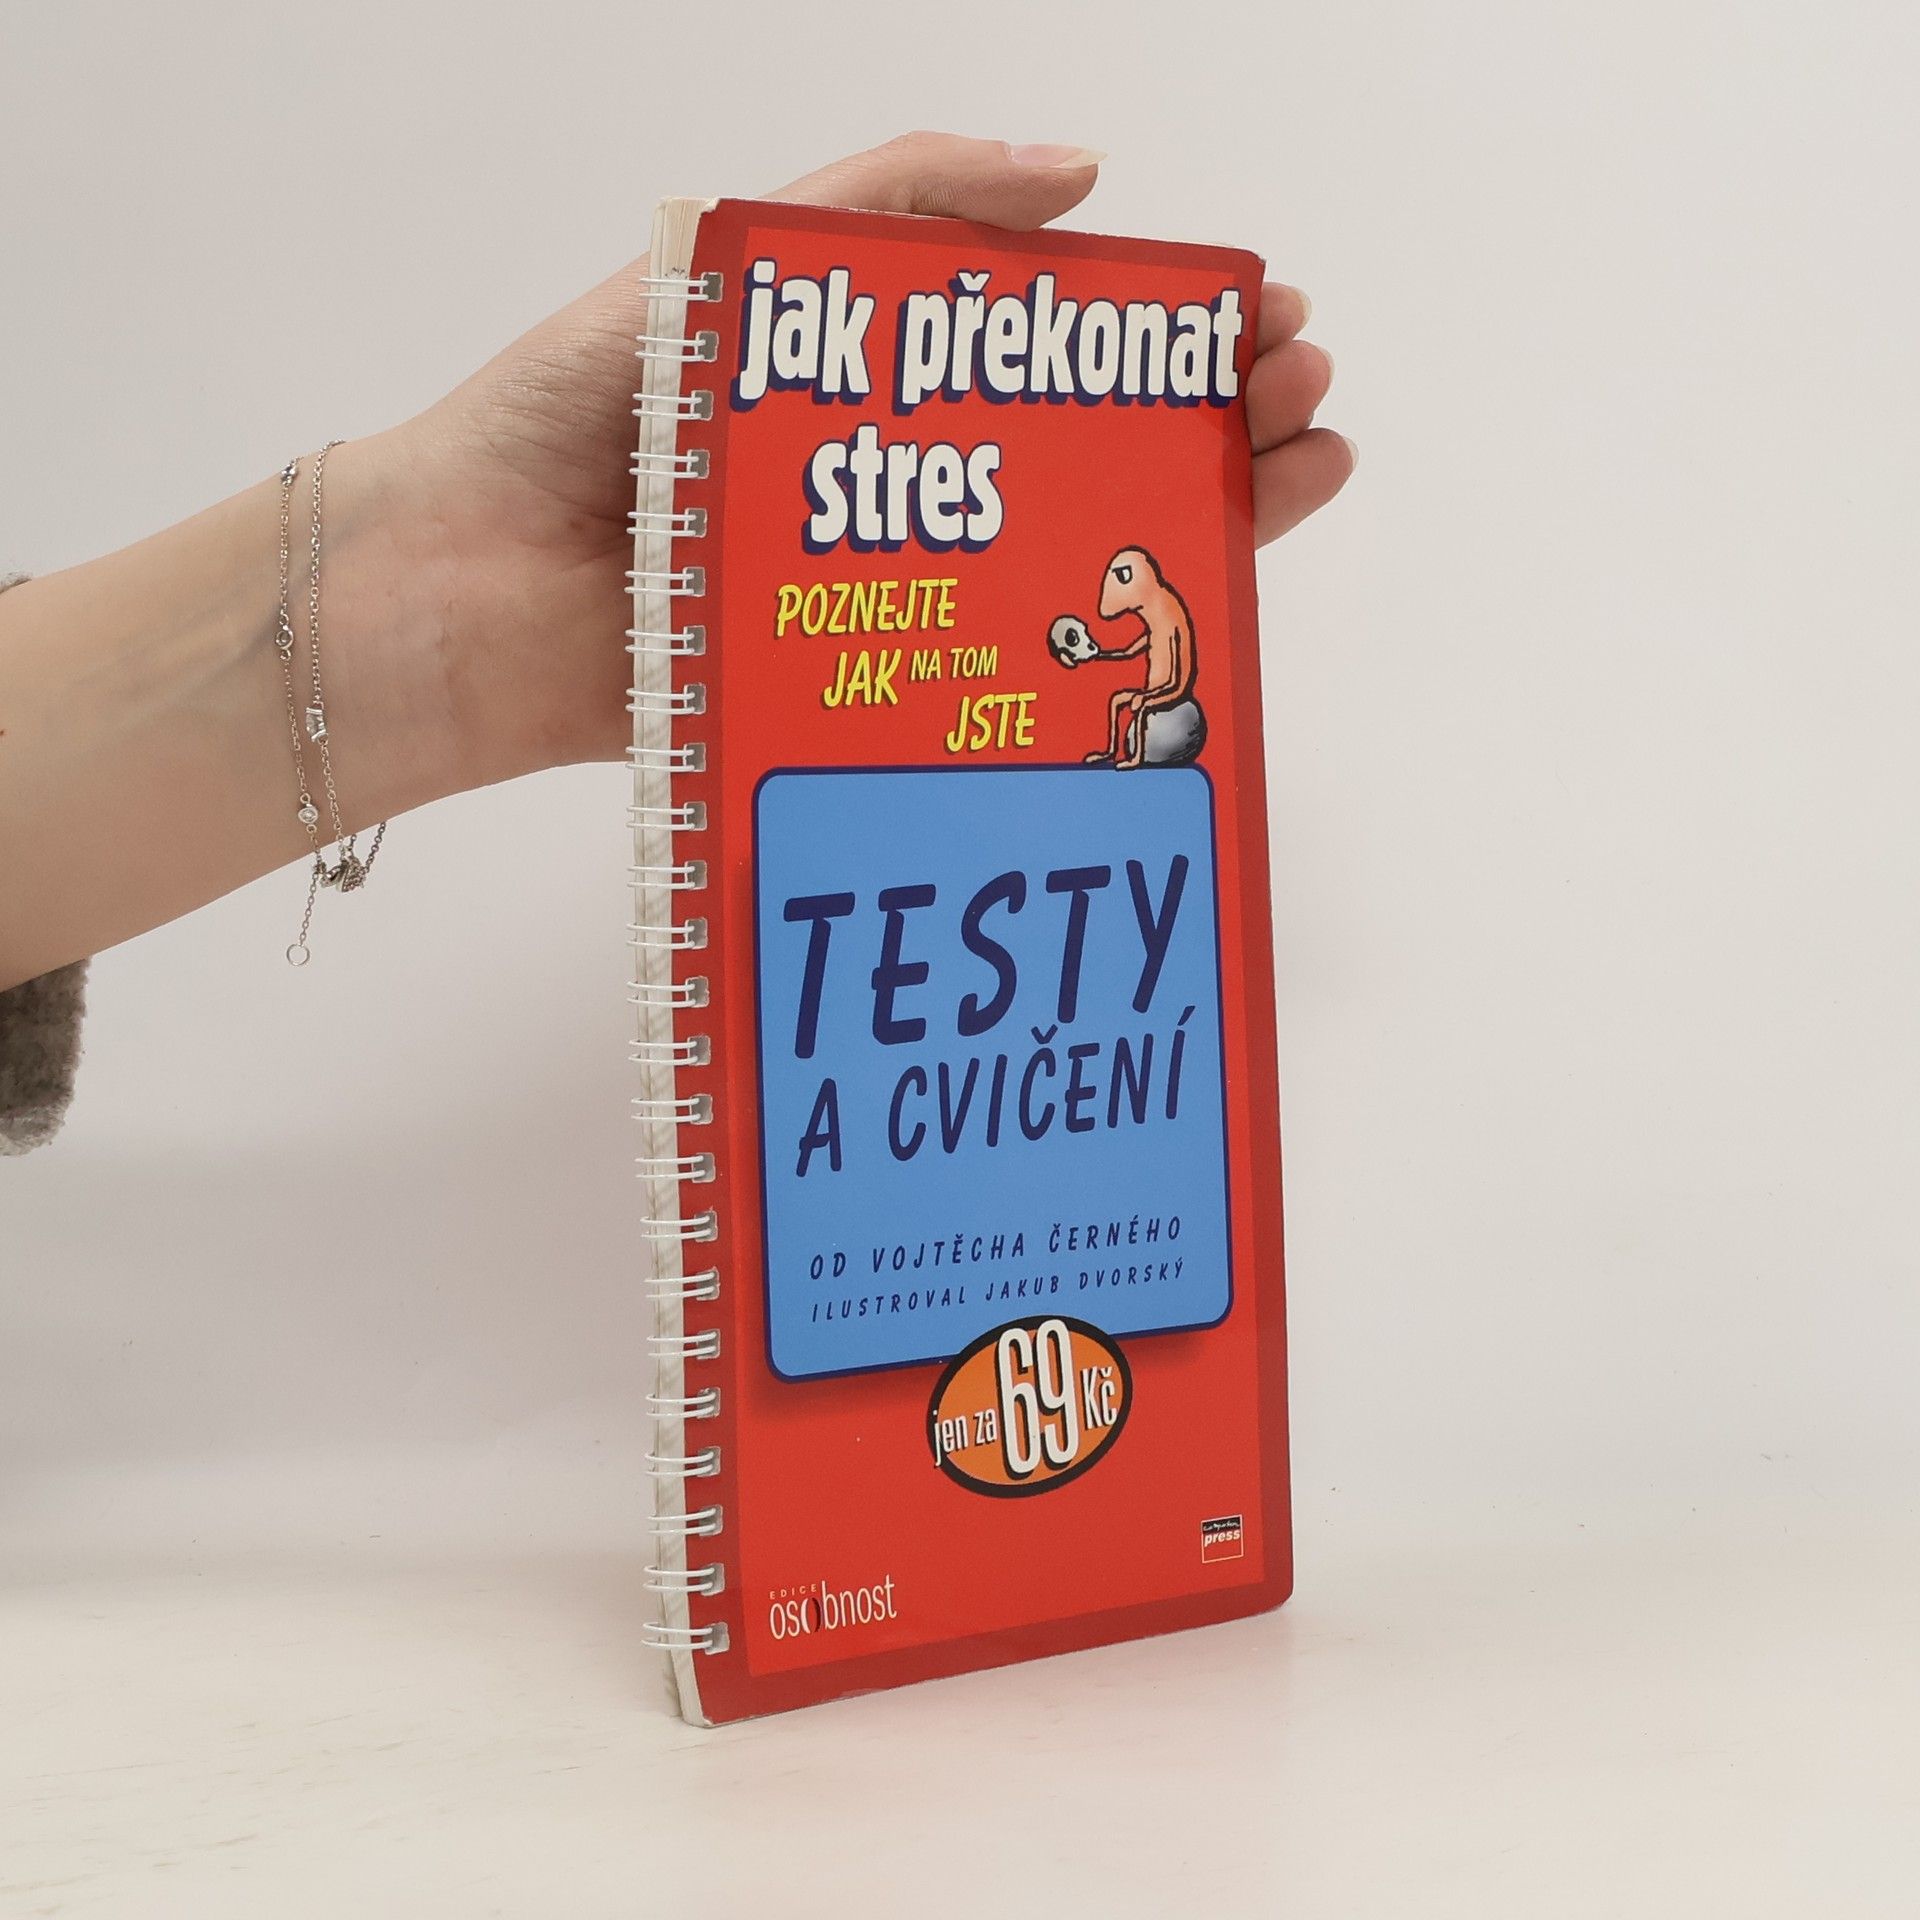 jak překonat
stres
POZNEJTE
JAK NA TOM
JSTE
TESTY
A CVIČENÍ
OD VOJTĚCHA ČERNÉHO
ILUSTROVAL JAKUB DVORSKÝ
jen za 69 Kč
computer
press
EDICE
osobnost